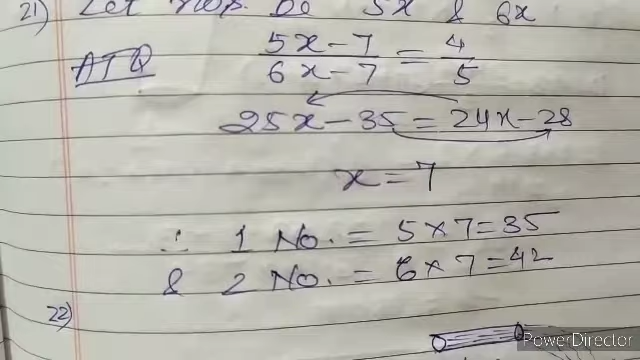 21) Let nos. be 5x & 6x
ATQ 5x-7/6x-7 = 4/5
25x-35=24x-28
x=7
∴ 1 No. = 5×7=35
& 2 No. = 6×7=42
22)
PowerDirector